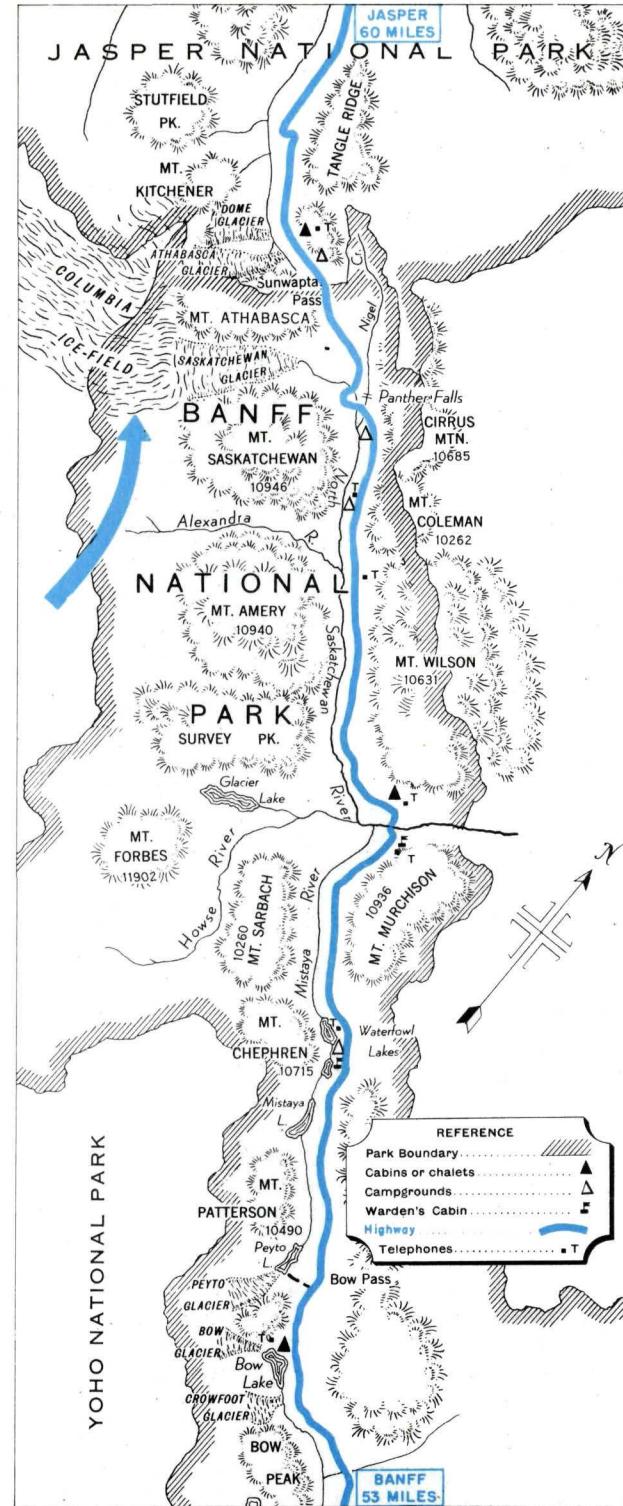 JASPER
60 MILES
JASPER NATIONAL PARK
STUTFIELD
PK.
TANGLE RIDGE
MT.
KITCHENER
DOME
GLACIER
T
ATHABASCA
GLACIER
Cr.
Sunwapta
Pass
COLUMBIA
ICE-FIELD
MT. ATHABASCA
Nigel
SASKATCHEWAN
GLACIER
Panther Falls
BANFF
CIRRUS
MTN.
10685
MT.
SASKATCHEWAN
10946
North
T
MT.
COLEMAN
10262
Alexandra
R.
T
NATIONAL
MT. AMERY
10940
Saskatchewan
MT. WILSON
10631
PARK
SURVEY PK.
Glacier
Lake
River
T
MT.
FORBES
11902
Howse River
T
10260
MT. SARBACH
Mistaya River
10936
MT. MURCHISON
N
T
MT.
CHEPHREN
10715
Waterfowl
Lakes
Mistaya
L.
REFERENCE
Park Boundary
Cabins or chalets
Campgrounds
Warden's Cabin
Highway
Telephones T
YOHO NATIONAL PARK
MT.
PATTERSON
10490
Peyto
L.
Bow Pass
PEYTO
GLACIER
BOW
GLACIER
T
Bow
Lake
CROWFOOT
GLACIER
BOW
PEAK
BANFF
53 MILES